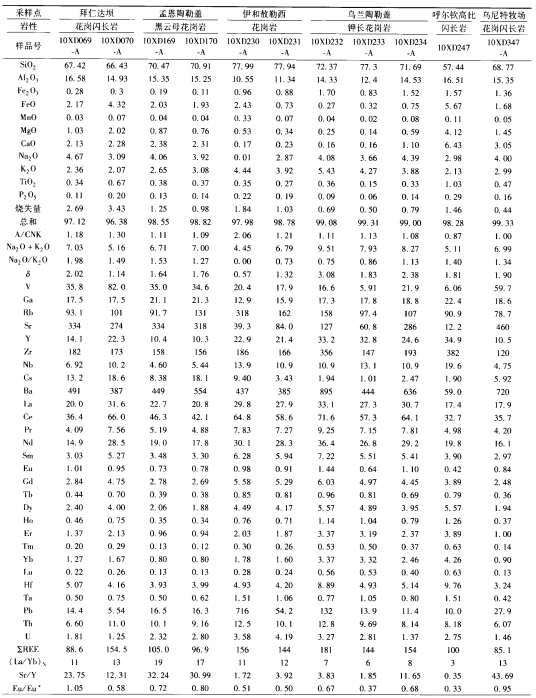 采样点 拜仁达坝 孟恩陶勒盖 伊和敖勒西 乌兰陶勒盖 呼尔钦高比 乌尼特牧场
岩性 花岗闪长岩 黑云母花岗岩 花岗岩 钾长花岗岩 闪长岩 花岗闪长岩
样品号 10XD069-A 10XD070-A 10XD169-A 10XD170-A 10XD230-A 10XD231-A 10XD232-A 10XD233-A 10XD234-A 10XD247 10XD347-A
SiO2 67.42 66.43 70.47 70.91 77.99 77.94 72.37 77.3 71.69 57.44 68.77
Al2O3 16.58 14.93 15.35 15.25 10.55 11.34 14.33 12.4 14.53 16.51 15.35
Fe2O3 0.28 0.3 0.19 0.11 0.96 0.88 1.70 0.83 1.52 1.57 1.36
FeO 2.17 4.32 2.03 1.93 2.43 0.73 0.27 0.32 0.75 5.67 1.68
MnO 0.03 0.07 0.04 0.04 0.33 0.07 0.04 0.02 0.08 0.11 0.05
MgO 1.03 2.02 0.87 0.76 0.53 0.34 0.25 0.14 0.59 4.12 1.45
CaO 2.13 2.28 2.38 2.31 0.17 0.23 0.16 0.16 1.10 6.43 3.05
Na2O 4.67 3.09 4.06 3.92 0.01 2.87 4.08 3.66 4.39 2.98 4.00
K2O 2.36 2.07 2.65 3.08 4.44 3.92 5.43 4.27 3.88 2.13 2.99
TiO2 0.34 0.67 0.38 0.37 0.35 0.27 0.36 0.15 0.33 1.03 0.47
P2O5 0.11 0.20 0.13 0.14 0.22 0.19 0.09 0.06 0.14 0.29 0.16
烧失量 2.69 3.43 1.25 0.98 1.84 1.03 0.69 0.50 0.79 1.46 0.44
总和 97.12 96.38 98.55 98.82 97.98 98.78 99.08 99.31 99.00 98.28 99.33
A/CNK 1.18 1.30 1.11 1.09 2.06 1.21 1.11 1.13 1.08 0.87 1.00
Na2O+K2O 7.03 5.16 6.71 7.00 4.45 6.79 9.51 7.93 8.27 5.11 6.99
Na2O/K2O 1.98 1.49 1.53 1.27 0.00 0.73 0.75 0.86 1.13 1.40 1.34
δ 2.02 1.14 1.64 1.76 0.57 1.32 3.08 1.83 2.38 1.81 1.90
V 35.8 82.0 35.0 34.6 20.4 17.9 16.6 5.91 21.9 6.06 59.7
Ga 17.5 17.5 21.1 21.3 12.9 15.9 17.3 17.8 18.8 22.4 18.6
Rb 93.1 101 91.7 131 318 162 158 97.4 107 90.9 78.7
Sr 334 274 334 318 39.3 84.0 127 60.8 286 12.2 460
Y 14.1 22.3 10.4 10.3 22.9 21.4 33.2 32.8 24.6 34.9 10.5
Zr 182 173 158 156 186 166 356 147 193 382 120
Nb 6.92 10.2 4.60 5.44 13.9 10.9 10.9 13.1 10.9 19.6 4.75
Cs 13.2 18.6 8.38 18.1 9.40 3.43 1.94 1.01 2.47 1.90 5.92
Ba 491 387 449 554 437 385 895 444 636 59.0 720
La 20.0 31.6 22.7 20.8 29.8 27.9 33.1 27.3 30.7 17.4 17.9
Ce 36.4 66.0 46.3 42.1 64.8 58.6 71.6 57.3 64.1 32.7 35.7
Pr 4.09 7.56 5.19 4.88 7.83 7.27 9.25 7.15 7.81 4.98 4.20
Nd 14.9 28.5 19.0 17.8 30.1 28.3 36.4 26.8 29.2 19.8 16.1
Sm 3.03 5.27 3.48 3.30 6.28 5.94 7.22 5.51 5.41 3.90 2.97
Eu 1.01 0.95 0.73 0.78 0.98 0.91 1.44 0.64 1.10 0.42 0.84
Gd 2.84 4.75 2.78 2.69 5.58 5.29 6.03 4.97 4.45 3.89 2.48
Tb 0.44 0.70 0.39 0.38 0.85 0.81 0.96 0.81 0.69 0.79 0.36
Dy 2.40 4.00 2.06 1.88 4.49 4.17 5.57 4.89 3.95 5.57 1.94
Ho 0.46 0.75 0.35 0.34 0.76 0.71 1.14 1.04 0.79 1.26 0.37
Er 1.37 2.13 0.96 0.94 2.03 1.87 3.37 3.19 2.37 3.89 1.00
Tm 0.20 0.29 0.13 0.12 0.30 0.26 0.53 0.50 0.37 0.63 0.14
Yb 1.27 1.67 0.80 0.80 1.78 1.60 3.37 3.32 2.46 4.26 0.90
Lu 0.22 0.26 0.13 0.13 0.28 0.24 0.56 0.53 0.40 0.63 0.13
Hf 5.07 4.16 3.93 3.99 4.93 4.20 8.89 4.93 5.14 9.76 3.24
Ta 0.50 0.75 0.50 0.62 1.51 1.06 0.77 1.05 0.80 1.51 0.42
Pb 14.4 5.54 16.5 16.3 716 54.2 132 13.9 11.4 10.0 27.9
Th 6.60 11.0 9.10 9.16 12.5 10.1 12.8 9.69 8.14 8.18 6.07
U 1.81 1.25 2.32 2.80 3.58 4.19 3.27 2.81 1.37 2.75 1.46
ΣREE 88.6 154.5 105.0 96.9 156 144 181 144 154 100 85.1
(La/Yb)N 11 13 19 17 11 12 7 6 8 3 13
Sr/Y 23.75 12.31 32.24 30.99 1.72 3.92 3.83 1.85 11.65 0.35 43.69
Eu/Eu* 1.05 0.58 0.72 0.80 0.51 0.50 0.67 0.37 0.68 0.33 0.95